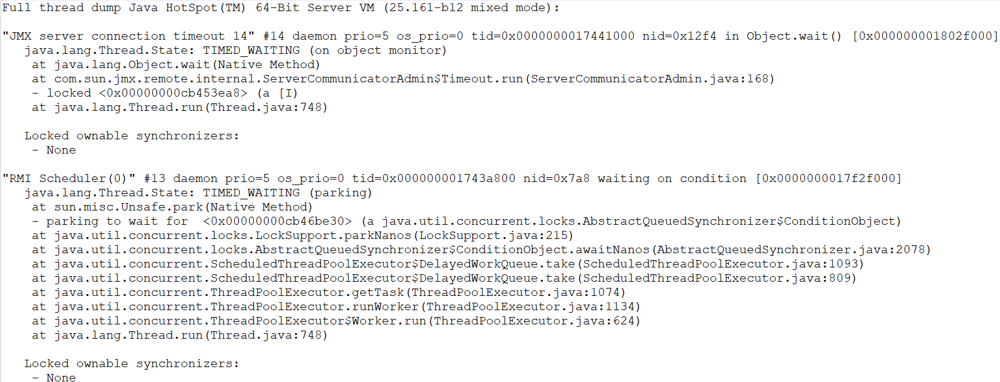 Full thread dump Java HotSpot(TM) 64-Bit Server VM (25.161-b12 mixed mode):
"JMX server connection timeout 14" #14 daemon prio=5 os_prio=0 tid=0x0000000017441000 nid=0x12f4 in Object.wait() [0x000000001802f000]
java.lang.Thread.State: TIMED_WAITING (on object monitor)
at java.lang.Object.wait(Native Method)
at com.sun.jmx.remote.internal.ServerCommunicatorAdmin$Timeout.run(ServerCommunicatorAdmin.java:168)
- locked <0x00000000cb453ea8> (a [I)
at java.lang.Thread.run(Thread.java:748)
Locked ownable synchronizers:
- None
"RMI Scheduler(0)" #13 daemon prio=5 os_prio=0 tid=0x000000001743a800 nid=0x7a8 waiting on condition [0x0000000017f2f000]
java.lang.Thread.State: TIMED_WAITING (parking)
at sun.misc.Unsafe.park(Native Method)
- parking to wait for  <0x00000000cb46be30> (a java.util.concurrent.locks.AbstractQueuedSynchronizer$ConditionObject)
at java.util.concurrent.locks.LockSupport.parkNanos(LockSupport.java:215)
at java.util.concurrent.locks.AbstractQueuedSynchronizer$ConditionObject.awaitNanos(AbstractQueuedSynchronizer.java:2078)
at java.util.concurrent.ScheduledThreadPoolExecutor$DelayedWorkQueue.take(ScheduledThreadPoolExecutor.java:1093)
at java.util.concurrent.ScheduledThreadPoolExecutor$DelayedWorkQueue.take(ScheduledThreadPoolExecutor.java:809)
at java.util.concurrent.ThreadPoolExecutor.getTask(ThreadPoolExecutor.java:1074)
at java.util.concurrent.ThreadPoolExecutor.runWorker(ThreadPoolExecutor.java:1134)
at java.util.concurrent.ThreadPoolExecutor$Worker.run(ThreadPoolExecutor.java:624)
at java.lang.Thread.run(Thread.java:748)
Locked ownable synchronizers:
- None